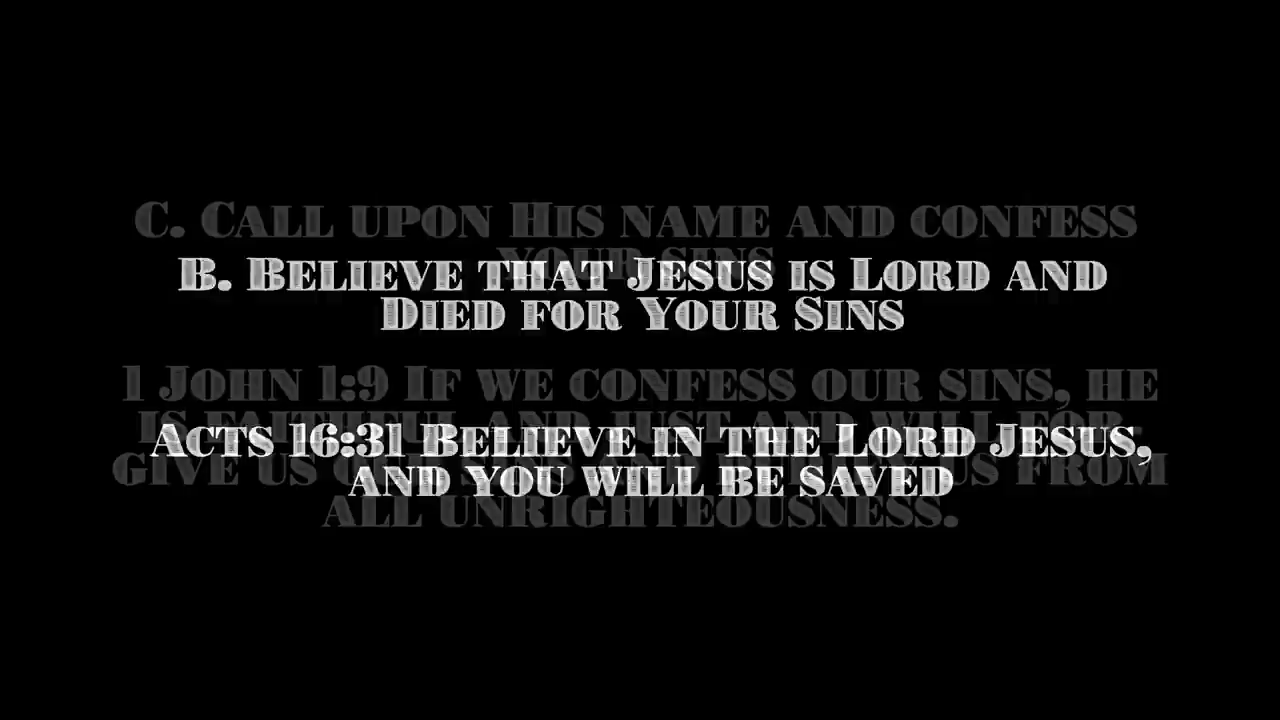 C. Call upon His name and confess
your sins
B. Believe that Jesus is Lord and
Died for Your Sins
1 John 1:9 If we confess our sins, he
is faithful and just and will for-
Acts 16:31 Believe in the Lord Jesus,
give us our sins and purify us from
and you will be saved
all unrighteousness.